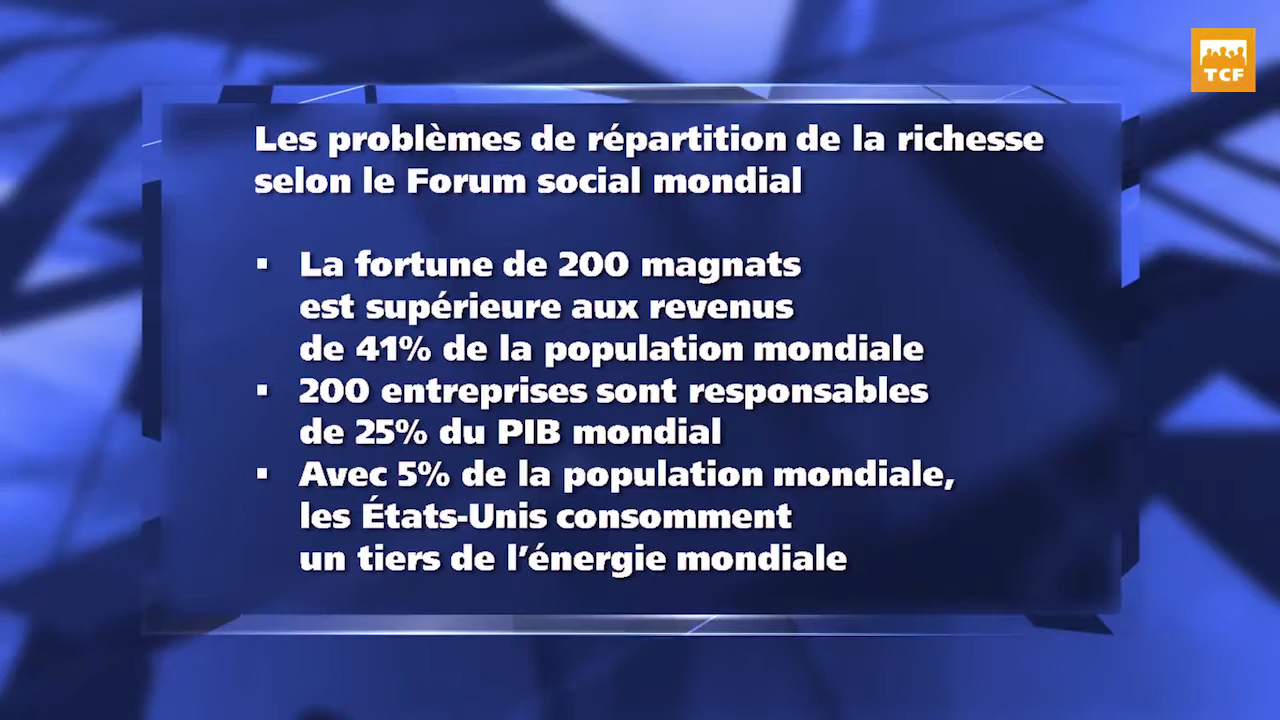 TCF
Les problèmes de répartition de la richesse
selon le Forum social mondial
▪ La fortune de 200 magnats
est supérieure aux revenus
de 41% de la population mondiale
▪ 200 entreprises sont responsables
de 25% du PIB mondial
▪ Avec 5% de la population mondiale,
les États-Unis consomment
un tiers de l’énergie mondiale